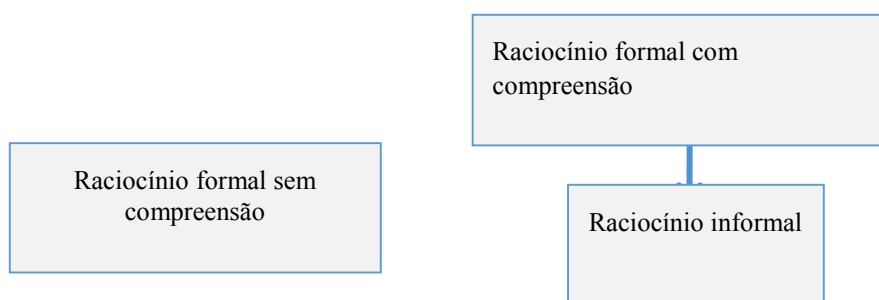 Raciocínio formal com
compreensão
Raciocínio formal sem
compreensão
Raciocínio informal